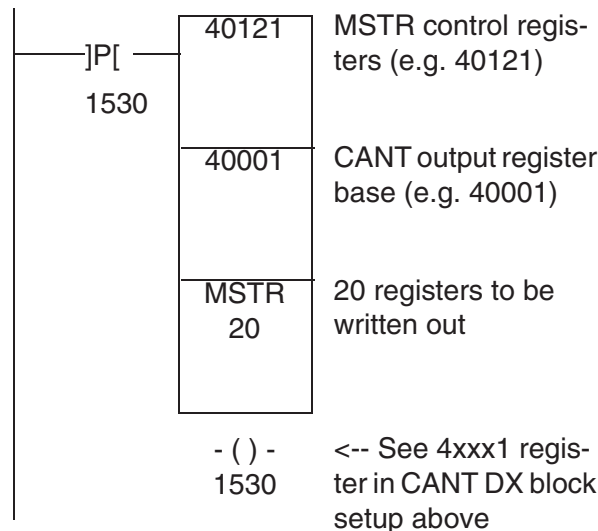 40121
MSTR control regis-
ters (e.g. 40121)
]P[
1530
40001
CANT output register
base (e.g. 40001)
MSTR
20
20 registers to be
written out
- ( ) -
1530
<-- See 4xxx1 regis-
ter in CANT DX block
setup above